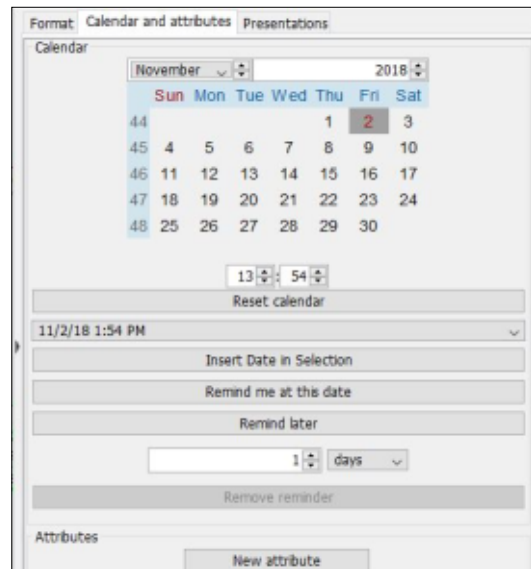 Format Calendar and attributes Presentations
Calendar
November 2018
Sun Mon Tue Wed Thu Fri Sat
44 1 2 3
45 4 5 6 7 8 9 10
46 11 12 13 14 15 16 17
47 18 19 20 21 22 23 24
48 25 26 27 28 29 30
13 : 54
Reset calendar
11/2/18 1:54 PM
Insert Date in Selection
Remind me at this date
Remind later
1 days
Remove reminder
Attributes
New attribute